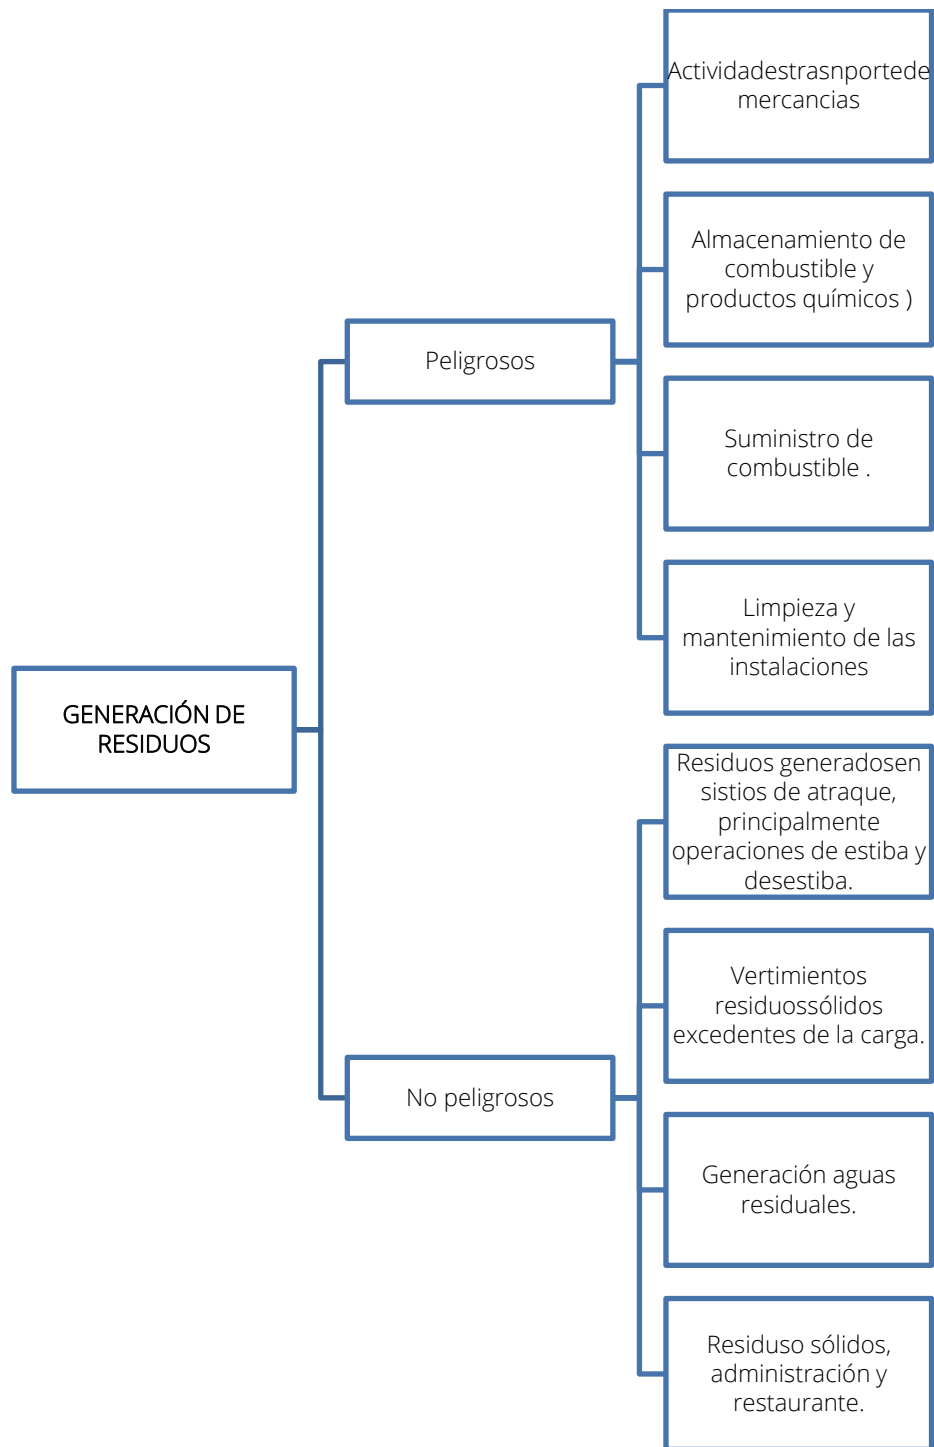 GENERACIÓN DE
RESIDUOS
Peligrosos
Actividadestrasnportede
mercancias
Almacenamiento de
combustible y
productos químicos )
Suministro de
combustible .
Limpieza y
mantenimiento de las
instalaciones
No peligrosos
Residuos generadosen
sistios de atraque,
principalmente
operaciones de estiba y
desestiba.
Vertimientos
residuossólidos
excedentes de la carga.
Generación aguas
residuales.
Residuso sólidos,
administración y
restaurante.